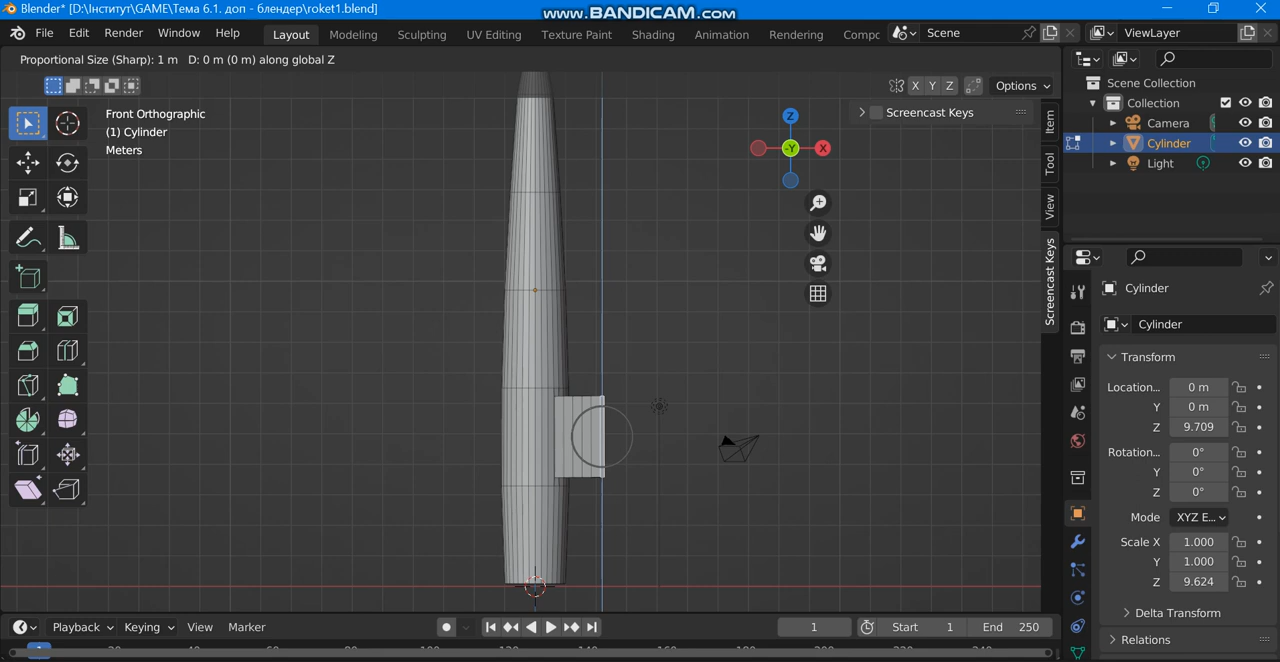 Blender* [D:\Інститут\GAME\Тема 6.1. доп - блендер\roket1.blend]
www.BANDICAM.com
File Edit Render Window Help Layout Modeling Sculpting UV Editing Texture Paint Shading Animation Rendering Compc Scene ViewLayer
Proportional Size (Sharp): 1 m D: 0 m (0 m) along global Z
X Y Z Options
Front Orthographic
(1) Cylinder
Meters
Screencast Keys
Z
-Y
X
Item
Tool
View
Screencast Keys
Scene Collection
Collection
Camera
Cylinder
Light
Cylinder
Cylinder
Transform
Location... 0 m
Y 0 m
Z 9.709
Rotation... 0°
Y 0°
Z 0°
Mode XYZ E...
Scale X 1.000
Y 1.000
Z 9.624
Delta Transform
Relations
Playback Keying View Marker 1 Start 1 End 250